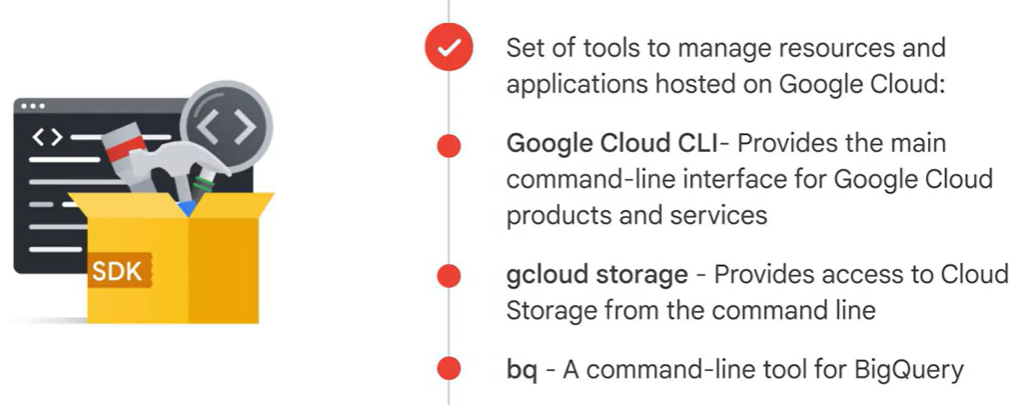 Set of tools to manage resources and
applications hosted on Google Cloud:
Google Cloud CLI- Provides the main
command-line interface for Google Cloud
products and services
gcloud storage - Provides access to Cloud
Storage from the command line
bq - A command-line tool for BigQuery
SDK